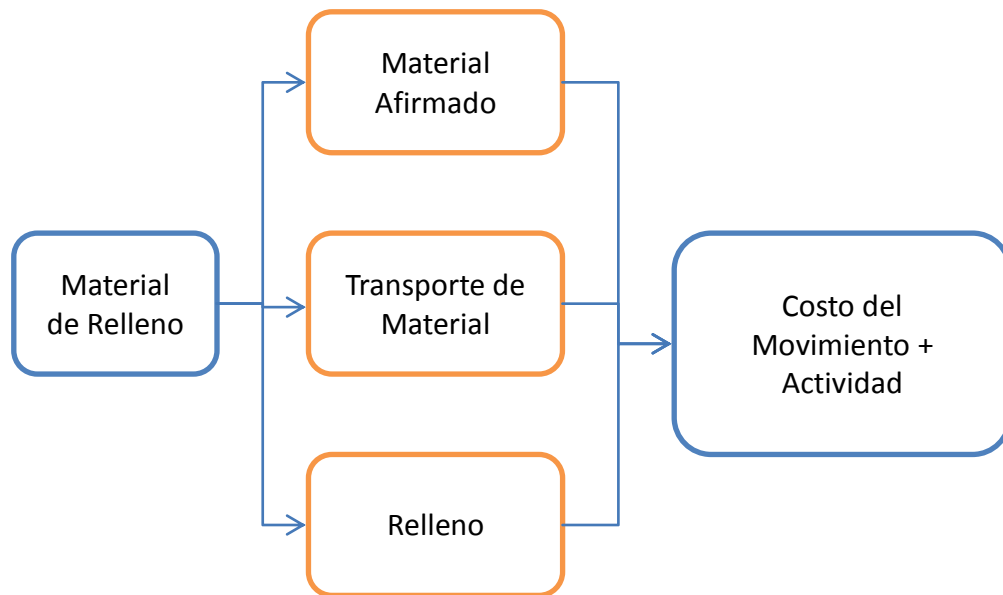 Material
Afirmado
Material
de Relleno
Transporte de
Material
Relleno
Costo del
Movimiento +
Actividad